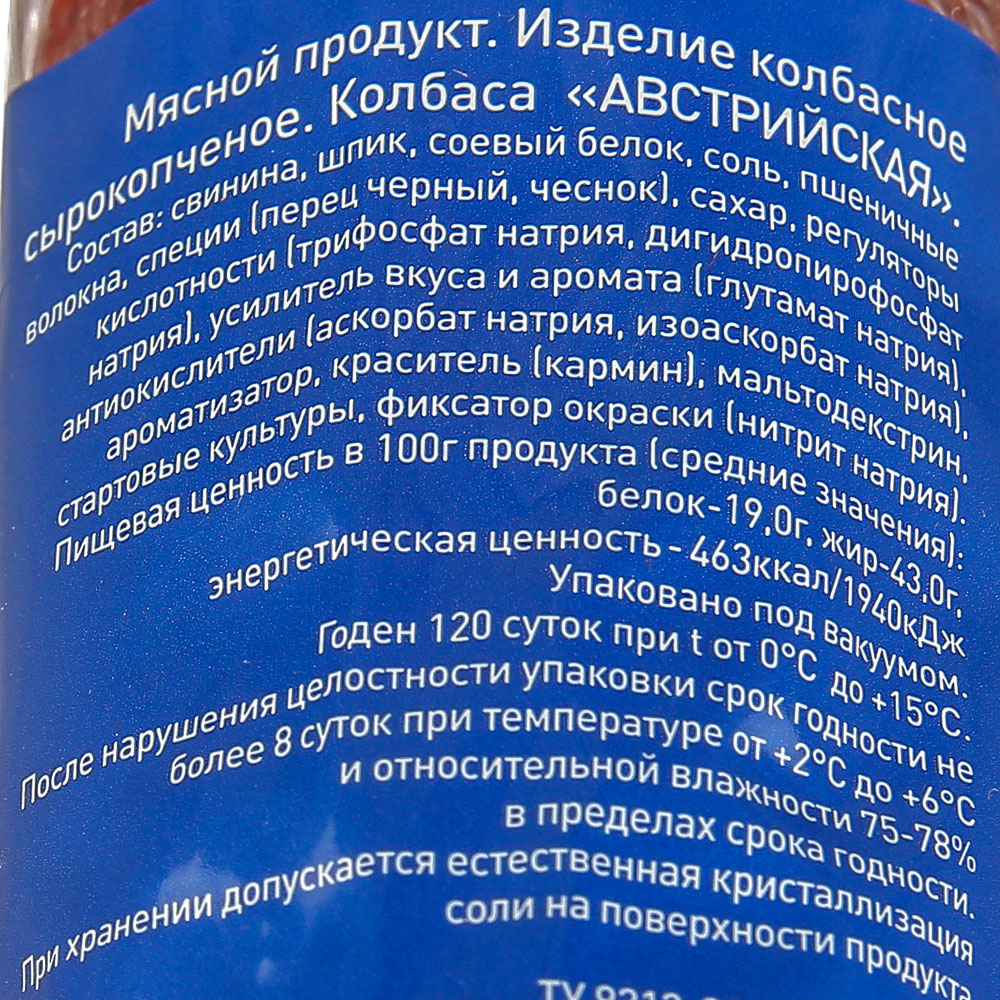 Мясной продукт. Изделие колбасное
сырокопченое. Колбаса «АВСТРИЙСКАЯ».
Состав: свинина, шпик, соевый белок, соль, пшеничные
волокна, специи (перец черный, чеснок), сахар, регуляторы
кислотности (трифосфат натрия, дигидропирофосфат
натрия), усилитель вкуса и аромата (глутамат натрия),
антиокислители (аскорбат натрия, изоаскорбат натрия),
ароматизатор, краситель (кармин), мальтодекстрин,
стартовые культуры, фиксатор окраски (нитрит натрия).
Пищевая ценность в 100г продукта (средние значения):
белок-19,0г, жир-43,0г,
энергетическая ценность - 463ккал/1940кДж
Упаковано под вакуумом.
Годен 120 суток при t от 0°С до +15°С.
После нарушения целостности упаковки срок годности не
более 8 суток при температуре от +2°С до +6°С
и относительной влажности 75-78%
в пределах срока годности.
При хранении допускается естественная кристаллизация
соли на поверхности продукта
ТУ 9213-